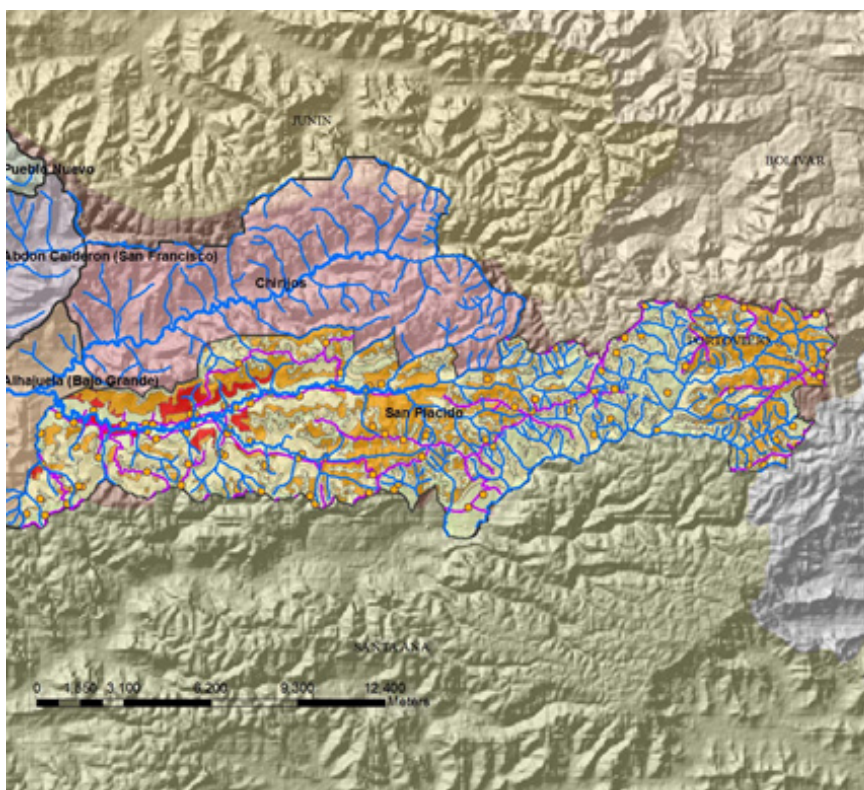 JUNIN
BOLIVAR
Pueblo Nuevo
Abdon Calderon (San Francisco)
Chirijos
PORTOVIEJO
Alhajuela (Bajo Grande)
San Placido
SANTA ANA
0 1,550 3,100 6,200 9,300 12,400
Meters